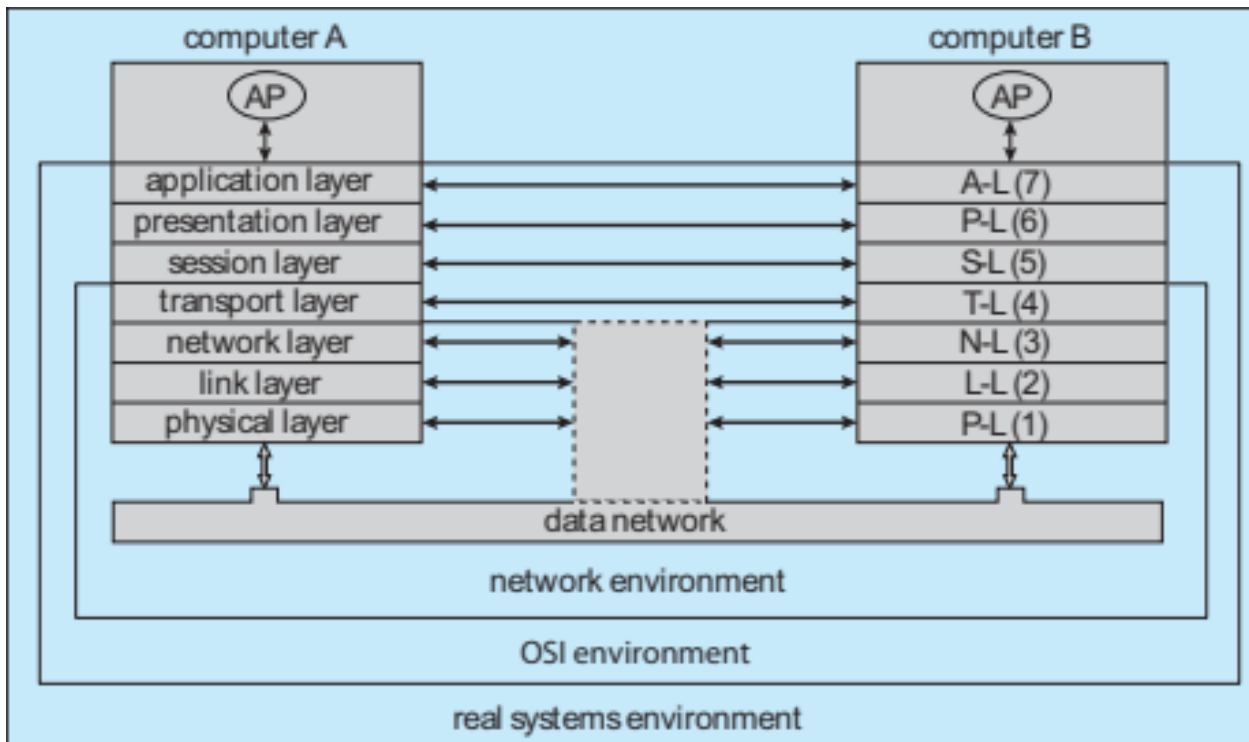 computer A
computer B
AP
AP
application layer
A-L (7)
presentation layer
P-L (6)
session layer
S-L (5)
transport layer
T-L (4)
network layer
N-L (3)
link layer
L-L (2)
physical layer
P-L (1)
data network
network environment
OSI environment
real systems environment